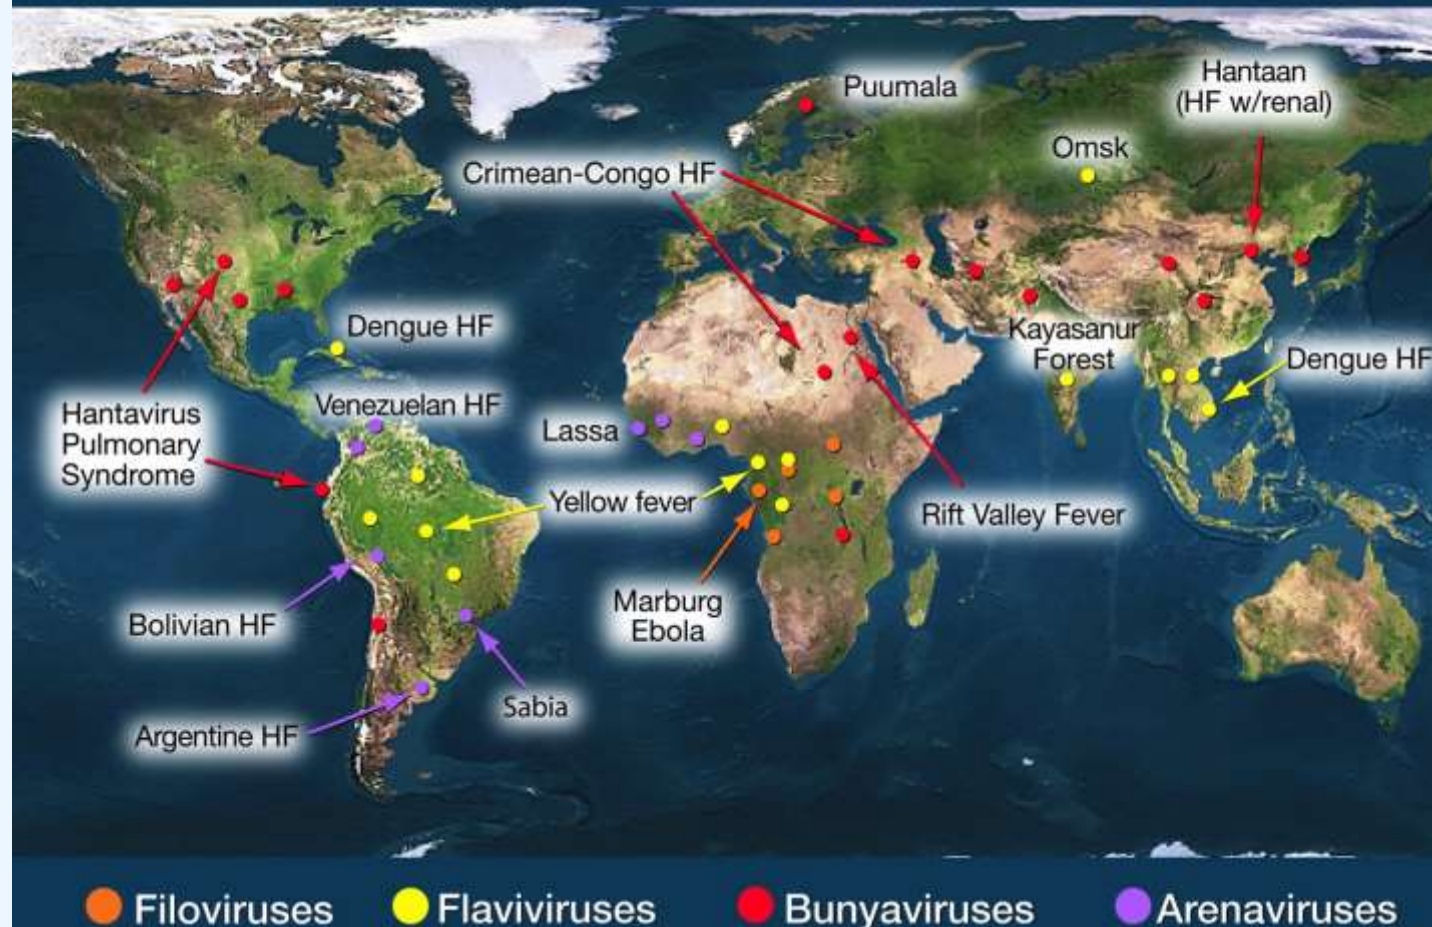 Puumala
Hantaan
(HF w/renal)
Omsk
Crimean-Congo HF
Kayasanur
Forest
Dengue HF
Dengue HF
Hantavirus
Pulmonary
Syndrome
Venezuelan HF
Lassa
Yellow fever
Rift Valley Fever
Marburg
Ebola
Bolivian HF
Sabia
Argentine HF
Filoviruses
Flaviviruses
Bunyaviruses
Arenaviruses